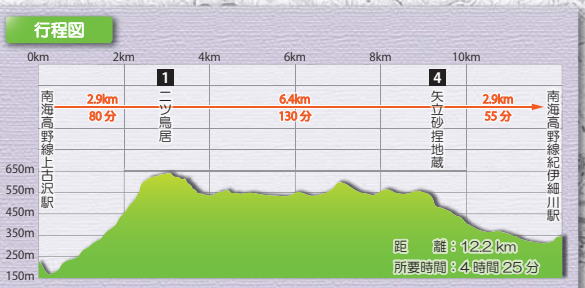 行程図
0km 2km 4km 6km 8km 10km
1 4
2.9km 6.4km 2.9km
80分 130分 55分
南海高野線上古沢駅
二ツ鳥居
矢立砂捏地蔵
南海高野線紀伊細川駅
650m
550m
450m
350m
250m
150m
距　離：12.2km
所要時間：4時間25分